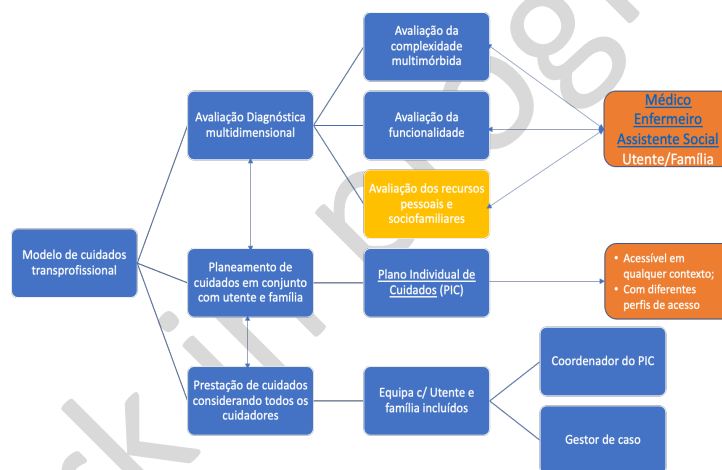 Avaliação da
complexidade
multimórbida
Avaliação Diagnóstica
multidimensional
Avaliação da
funcionalidade
Médico
Enfermeiro
Assistente Social
Utente/Família
Avaliação dos recursos
pessoais e
sociofamiliares
Modelo de cuidados
transprofissional
Planeamento de
cuidados em conjunto
com utente e família
Plano Individual de
Cuidados (PIC)
• Acessível em
qualquer contexto;
• Com diferentes
perfis de acesso
Prestação de cuidados
considerando todos os
cuidadores
Equipa c/ Utente e
família incluídos
Coordenador do PIC
Gestor de caso